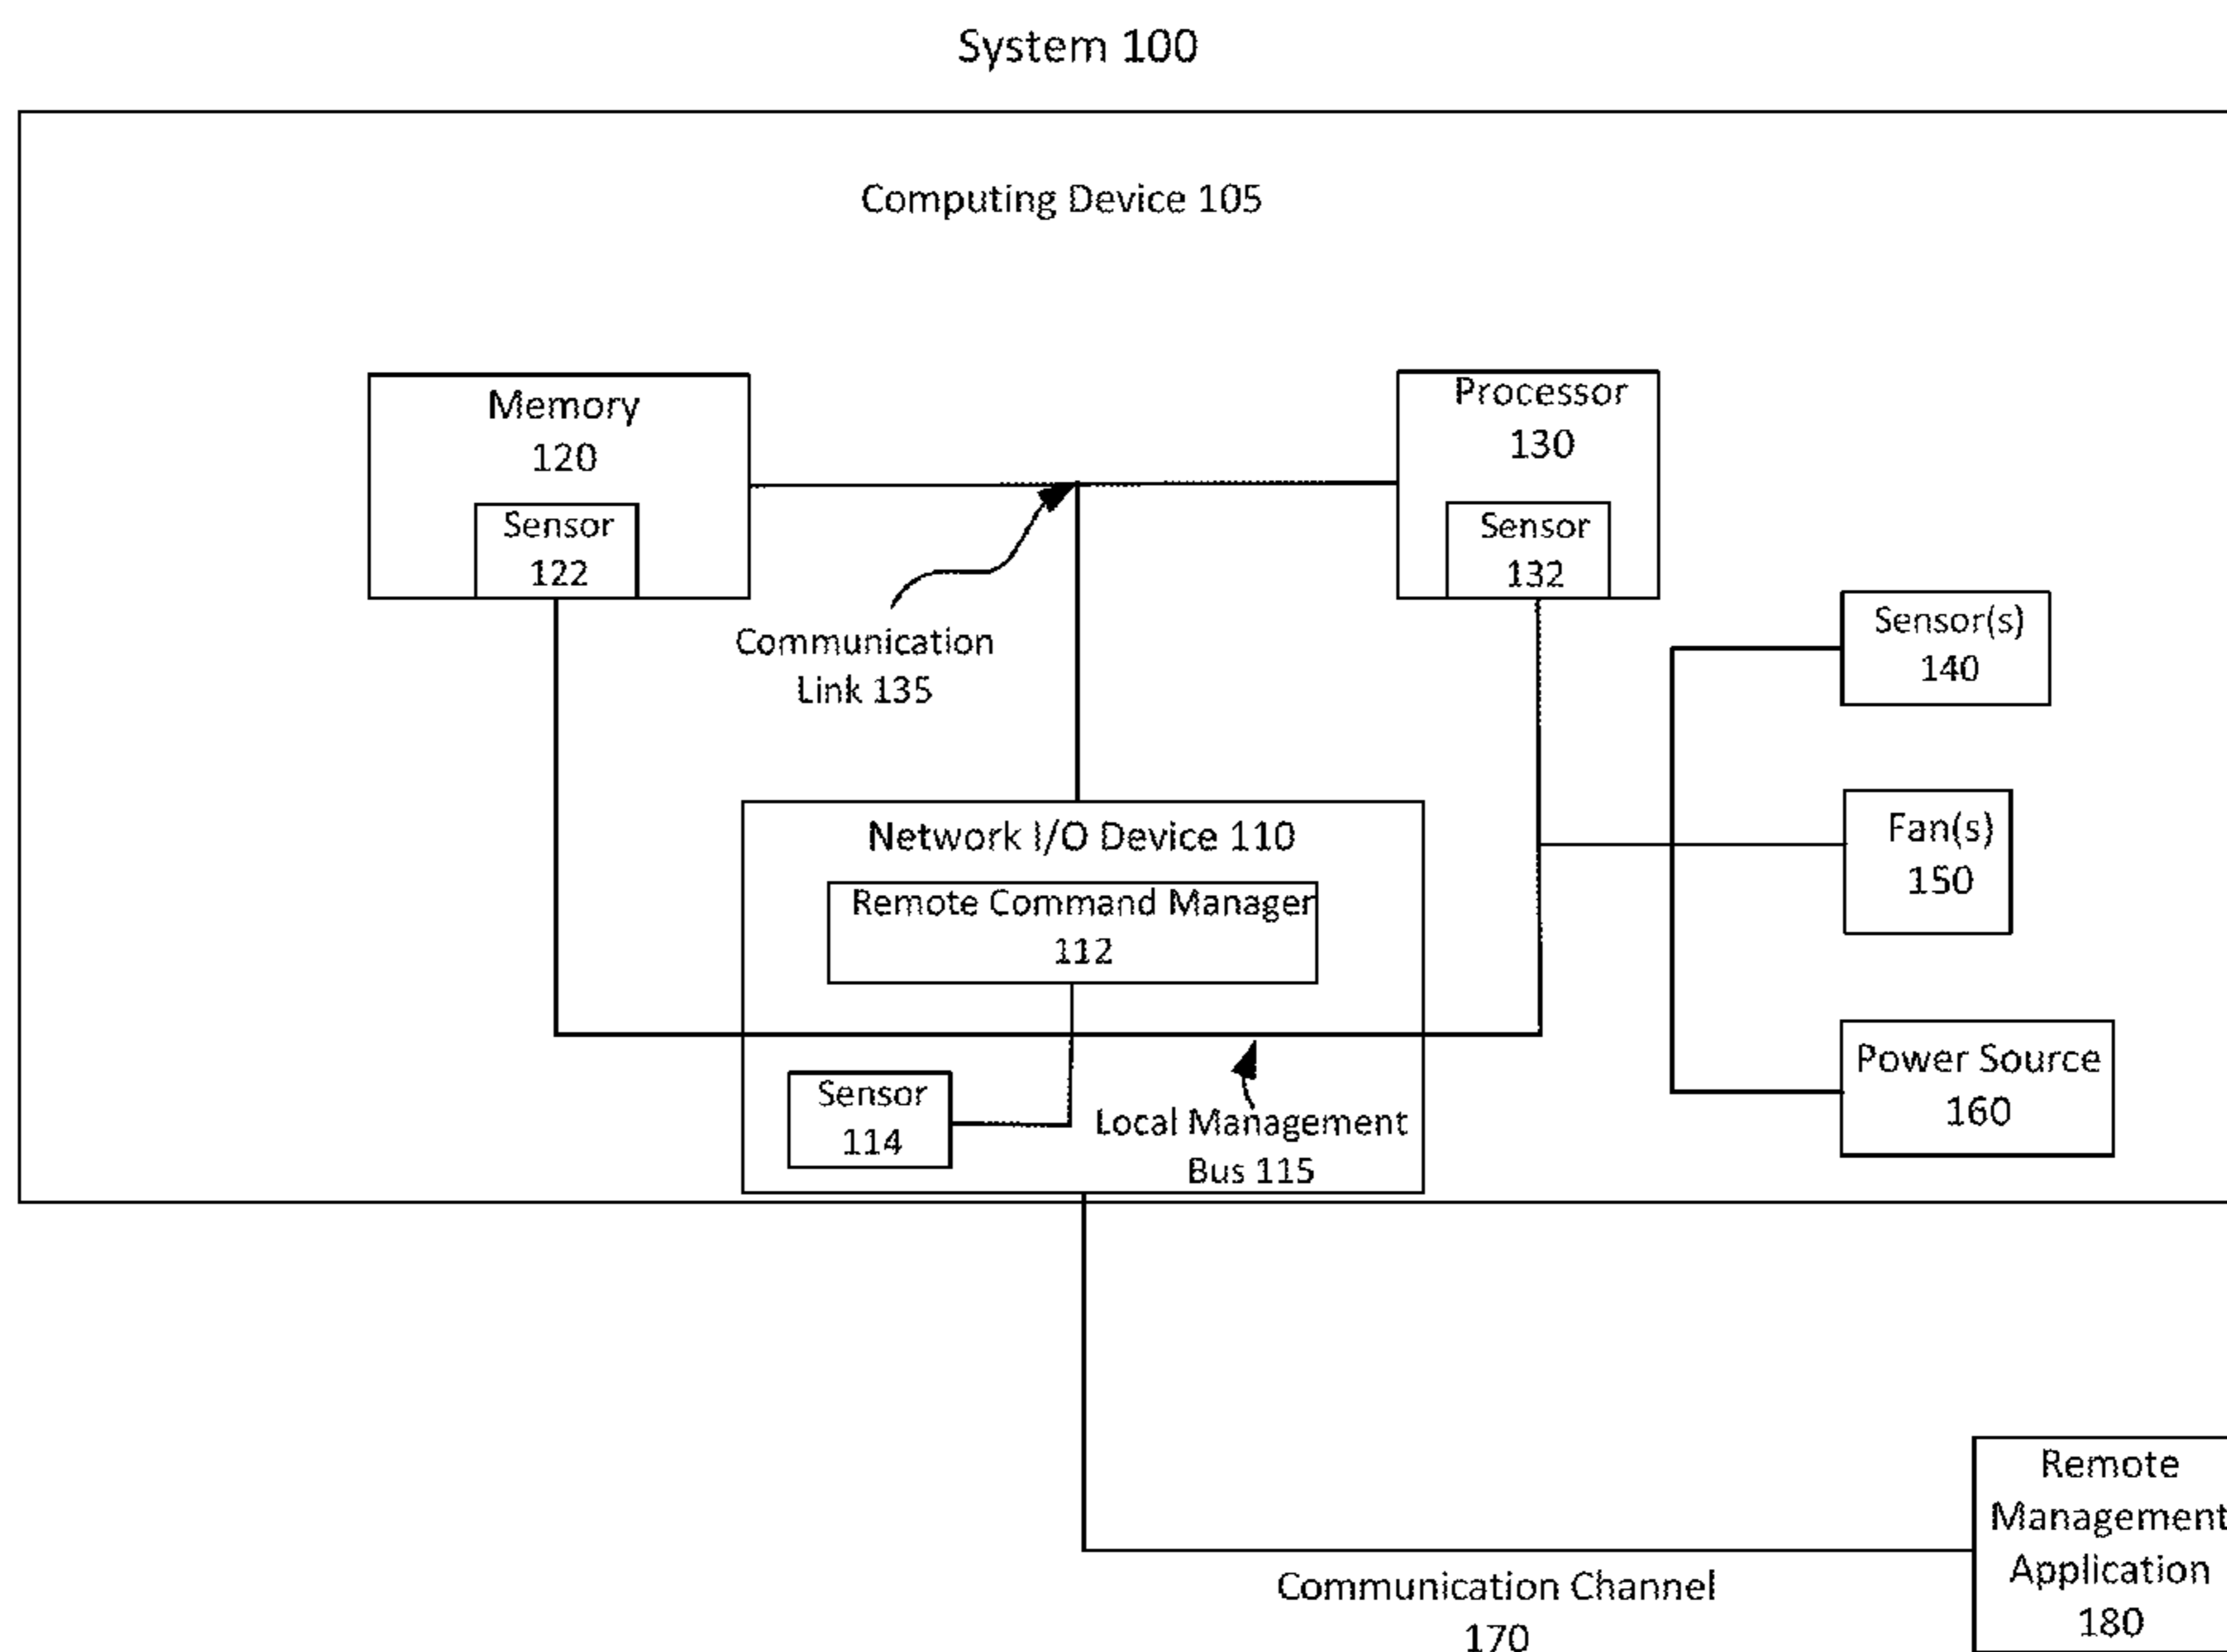 System 100
Computing Device 105
Memory
120
Sensor
122
Processor
130
Sensor
132
Communication
Link 135
Sensor(s)
140
Fan(s)
150
Power Source
160
Network I/O Device 110
Remote Command Manager
112
Sensor
114
Local Management
Bus 115
Communication Channel
170
Remote
Management
Application
180